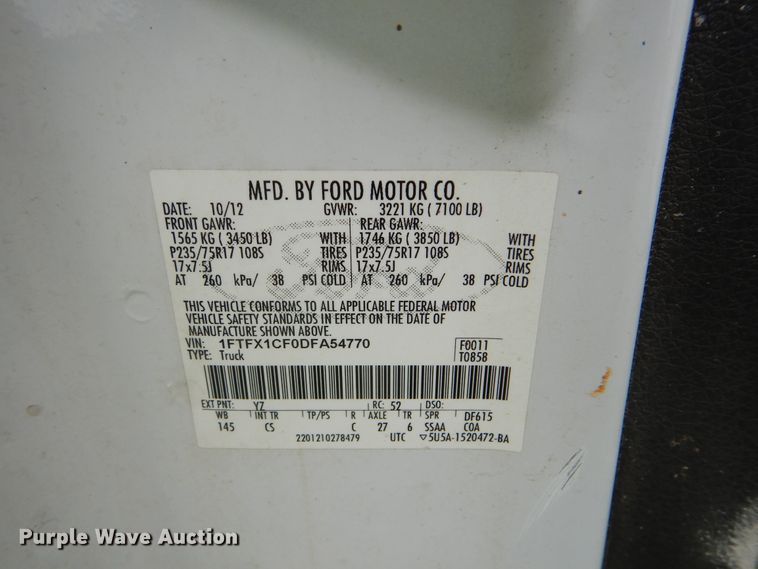 MFD. BY FORD MOTOR CO.
DATE: 10/12 GVWR: 3221 KG ( 7100 LB)
FRONT GAWR: REAR GAWR:
1565 KG ( 3450 LB) WITH 1746 KG ( 3850 LB) WITH
P235/75R17 108S TIRES P235/75R17 108S TIRES
17x7.5J RIMS 17x7.5J RIMS
AT 260 kPa/ 38 PSI COLD AT 260 kPa/ 38 PSI COLD
THIS VEHICLE CONFORMS TO ALL APPLICABLE FEDERAL MOTOR
VEHICLE SAFETY STANDARDS IN EFFECT ON THE DATE OF
MANUFACTURE SHOWN ABOVE.
VIN: 1FTFX1CF0DFA54770 F0011
TYPE: Truck T0858
EXT PNT: YZ RC: 52 DSO:
WB INT TR TP/PS R AXLE TR SPR DF615
145 CS C 27 6 SSAA COA
2201210278479 UTC ▽5U5A-1520472-BA
Purple Wave Auction